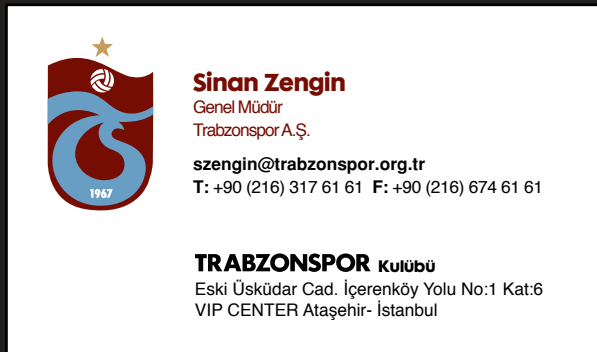 1967
Sinan Zengin
Genel Müdür
Trabzonspor A.Ş.
szengin@trabzonspor.org.tr
T: +90 (216) 317 61 61 F: +90 (216) 674 61 61
TRABZONSPOR Kulübü
Eski Üsküdar Cad. İçerenköy Yolu No:1 Kat:6
VIP CENTER Ataşehir- İstanbul